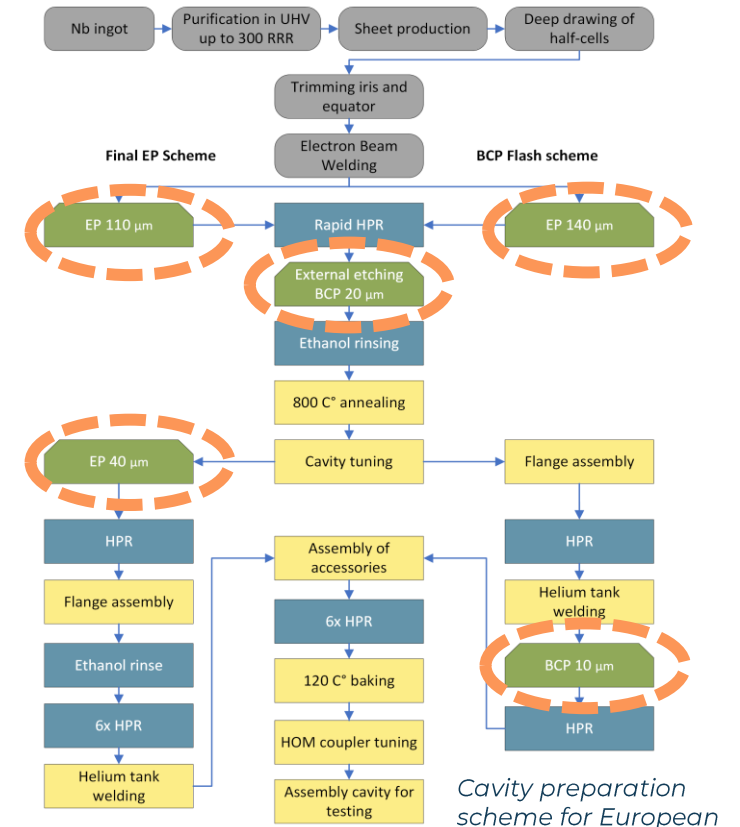 Nb ingot
Purification in UHV
up to 300 RRR
Sheet production
Deep drawing of
half-cells
Trimming iris and
equator
Electron Beam
Welding
Final EP Scheme
BCP Flash scheme
EP 110 µm
Rapid HPR
EP 140 µm
External etching
BCP 20 µm
Ethanol rinsing
800 C° annealing
EP 40 µm
Cavity tuning
Flange assembly
HPR
Flange assembly
Ethanol rinse
6x HPR
Helium tank
welding
Assembly of
accessories
6x HPR
120 C° baking
HOM coupler tuning
Assembly cavity for
testing
HPR
Helium tank
welding
BCP 10 µm
HPR
Cavity preparation
scheme for European